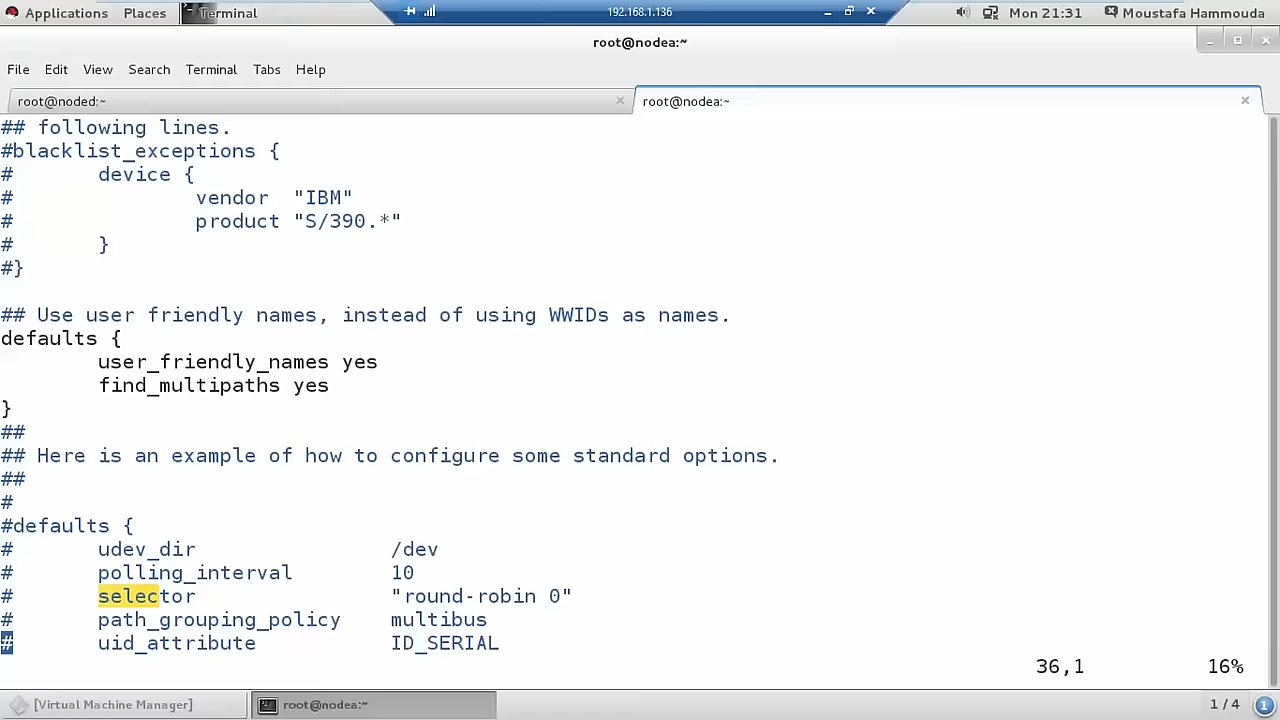 Applications Places Terminal 192.168.1.136 Mon 21:31 Moustafa Hammouda
root@nodea:~
File Edit View Search Terminal Tabs Help
root@noded:~ root@nodea:~
## following lines.
#blacklist_exceptions {
# device {
# vendor "IBM"
# product "S/390.*"
# }
#}
## Use user friendly names, instead of using WWIDs as names.
defaults {
user_friendly_names yes
find_multipaths yes
}
##
## Here is an example of how to configure some standard options.
##
#
#defaults {
# udev_dir /dev
# polling_interval 10
# selector "round-robin 0"
# path_grouping_policy multibus
# uid_attribute ID_SERIAL
36,1 16%
[Virtual Machine Manager] root@nodea:~ 1 / 4 1